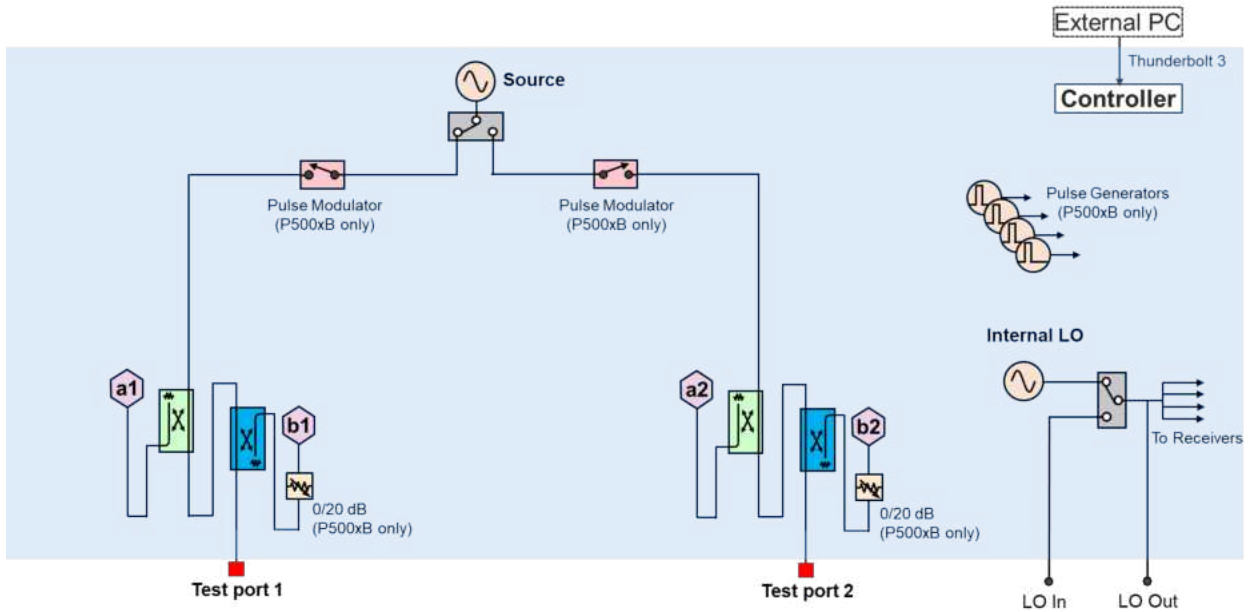 External PC
Thunderbolt 3
Controller
Source
Pulse Modulator
(P500xB only)
Pulse Modulator
(P500xB only)
Pulse Generators
(P500xB only)
Internal LO
To Receivers
a1
b1
0/20 dB
(P500xB only)
a2
b2
0/20 dB
(P500xB only)
Test port 1
Test port 2
LO In
LO Out